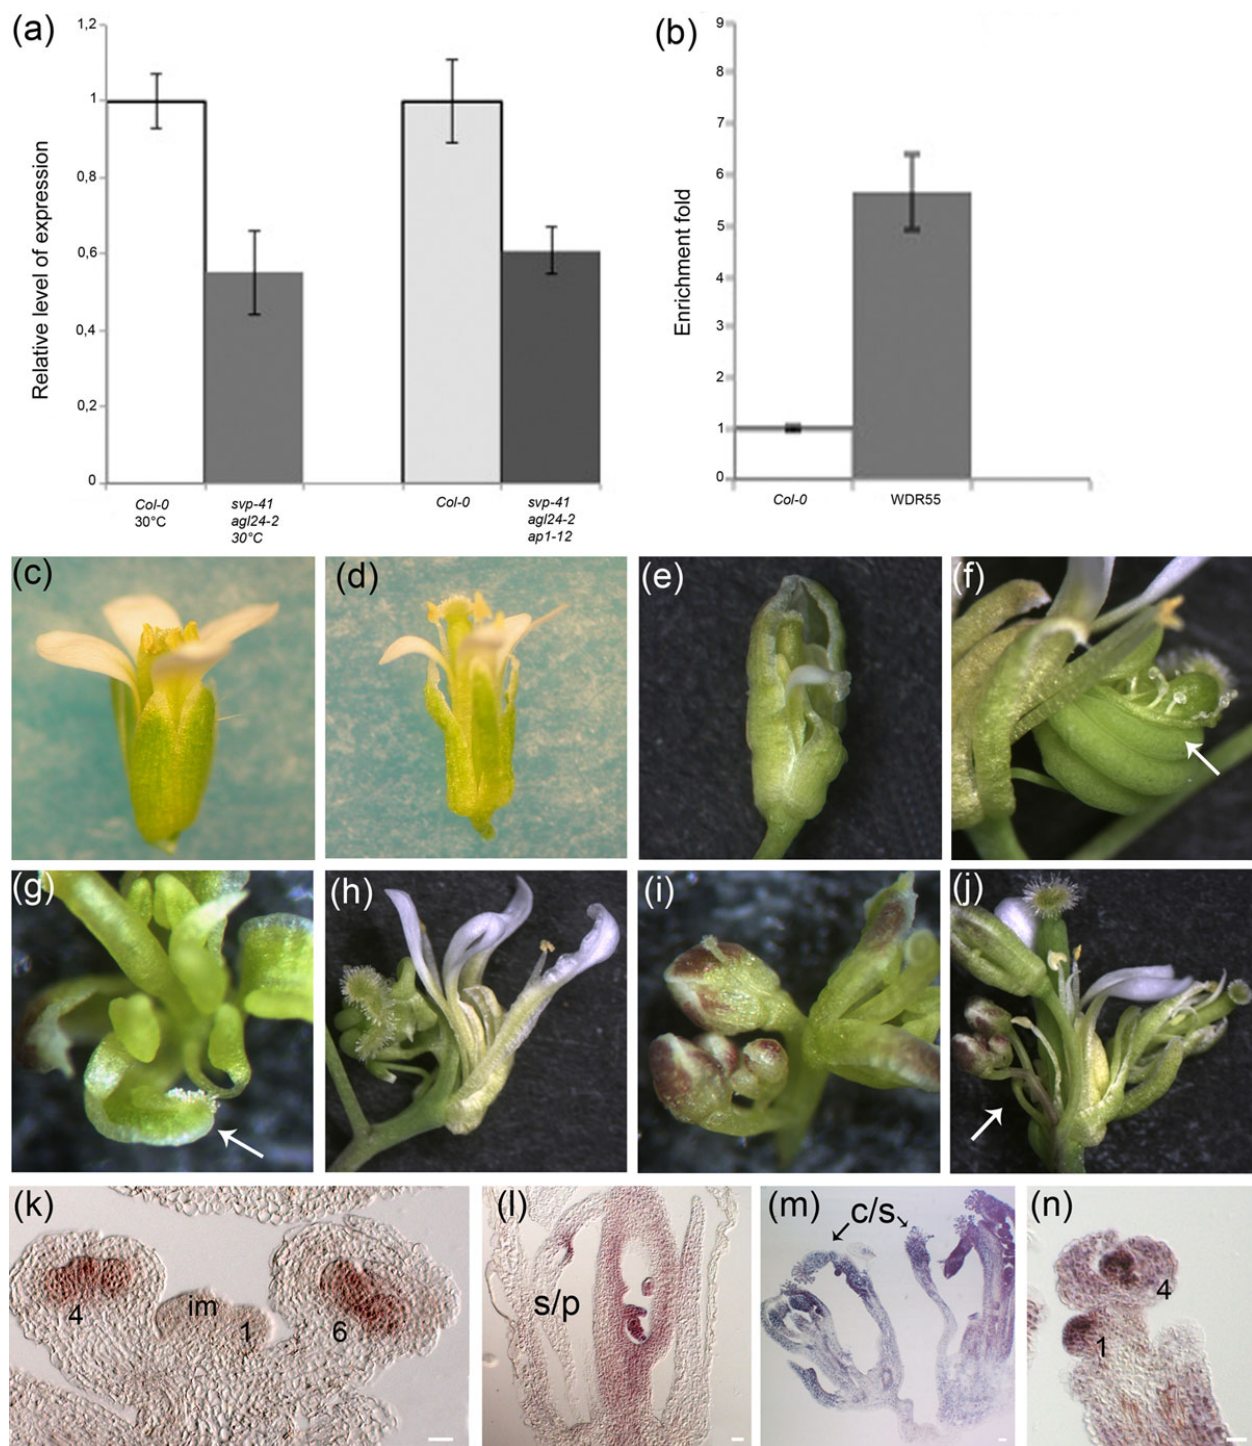 (a)
1,2
1
0,8
0,6
0,4
0,2
0
Relative level of expression
Col-0
30°C
svp-41
agl24-2
30°C
Col-0
svp-41
agl24-2
ap1-12
(b)
9
8
7
6
5
4
3
2
1
0
Enrichment fold
Col-0
WDR55
(c)
(d)
(e)
(f)
(g)
(h)
(i)
(j)
(k)
4
im
1
6
(l)
s/p
(m)
c/s
(n)
4
1